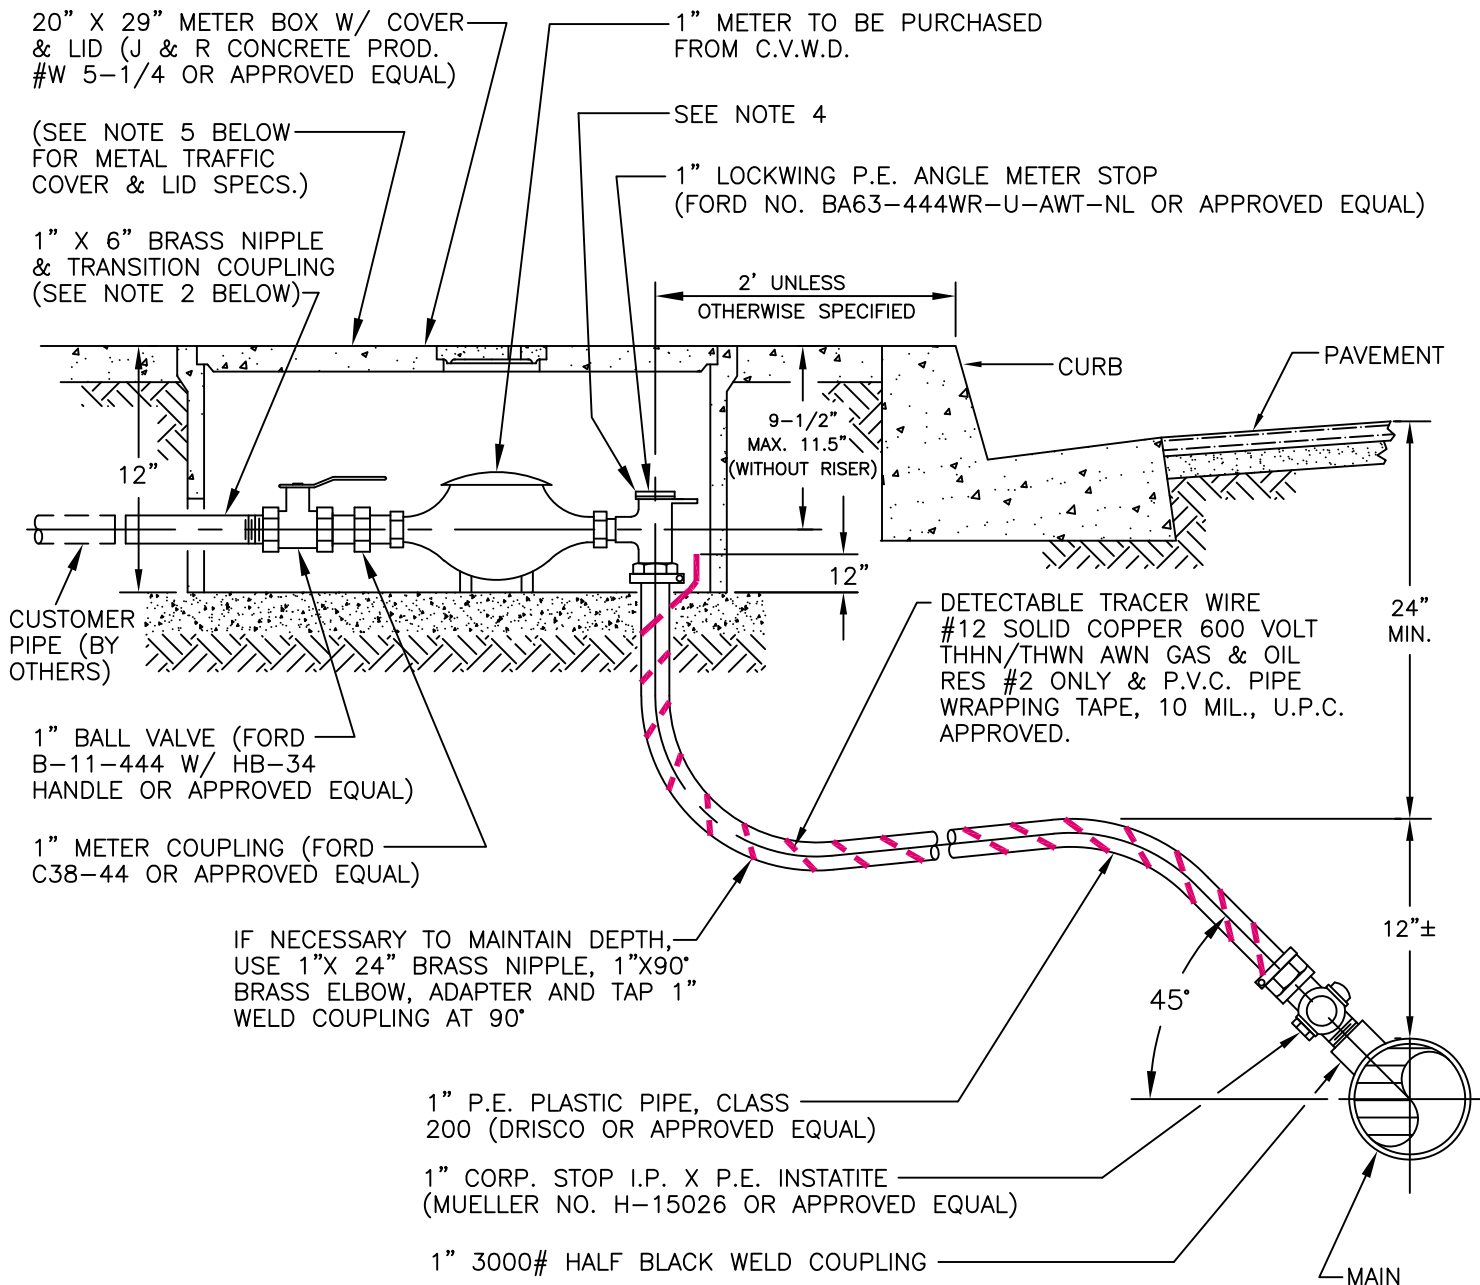 20” X 29” METER BOX W/ COVER
& LID (J & R CONCRETE PROD.
#W 5-1/4 OR APPROVED EQUAL)
1” METER TO BE PURCHASED
FROM C.V.W.D.
SEE NOTE 4
(SEE NOTE 5 BELOW
FOR METAL TRAFFIC
COVER & LID SPECS.)
1” LOCKWING P.E. ANGLE METER STOP
(FORD NO. BA63-444WR-U-AWT-NL OR APPROVED EQUAL)
1” X 6” BRASS NIPPLE
& TRANSITION COUPLING
(SEE NOTE 2 BELOW)
2' UNLESS
OTHERWISE SPECIFIED
CURB
PAVEMENT
9-1/2”
MAX. 11.5”
(WITHOUT RISER)
12”
12”
24”
MIN.
CUSTOMER
PIPE (BY
OTHERS)
DETECTABLE TRACER WIRE
#12 SOLID COPPER 600 VOLT
THHN/THWN AWN GAS & OIL
RES #2 ONLY & P.V.C. PIPE
WRAPPING TAPE, 10 MIL., U.P.C.
APPROVED.
1” BALL VALVE (FORD
B-11-444 W/ HB-34
HANDLE OR APPROVED EQUAL)
1” METER COUPLING (FORD
C38-44 OR APPROVED EQUAL)
IF NECESSARY TO MAINTAIN DEPTH,
USE 1”X 24” BRASS NIPPLE, 1”X90°
BRASS ELBOW, ADAPTER AND TAP 1”
WELD COUPLING AT 90°
12”±
45°
1” P.E. PLASTIC PIPE, CLASS
200 (DRISCO OR APPROVED EQUAL)
1” CORP. STOP I.P. X P.E. INSTATITE
(MUELLER NO. H-15026 OR APPROVED EQUAL)
1” 3000# HALF BLACK WELD COUPLING
MAIN